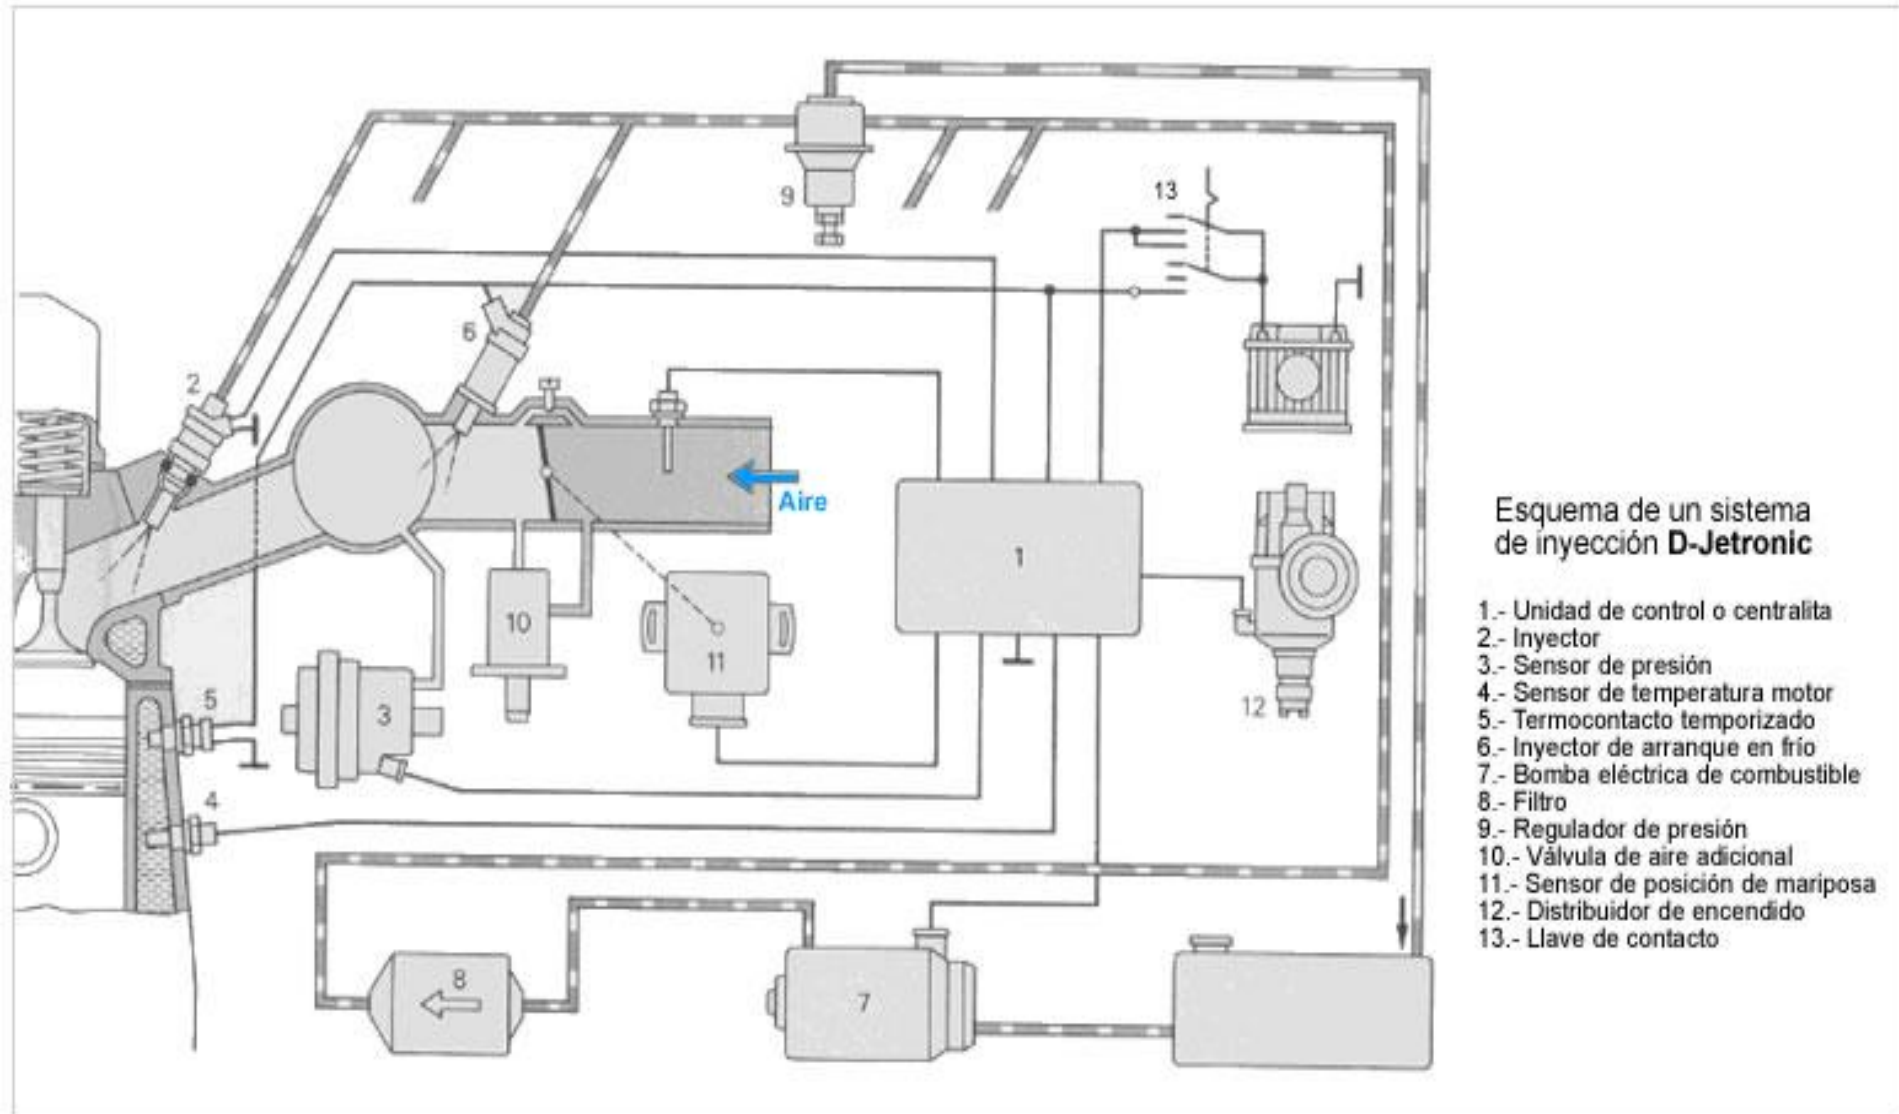 9
13
2
6
Aire
1
10
11
12
3
5
4
8
7
Esquema de un sistema
de inyección D-Jetronic
1.- Unidad de control o centralita
2.- Inyector
3.- Sensor de presión
4.- Sensor de temperatura motor
5.- Termocontacto temporizado
6.- Inyector de arranque en frío
7.- Bomba eléctrica de combustible
8.- Filtro
9.- Regulador de presión
10.- Válvula de aire adicional
11.- Sensor de posición de mariposa
12.- Distribuidor de encendido
13.- Llave de contacto